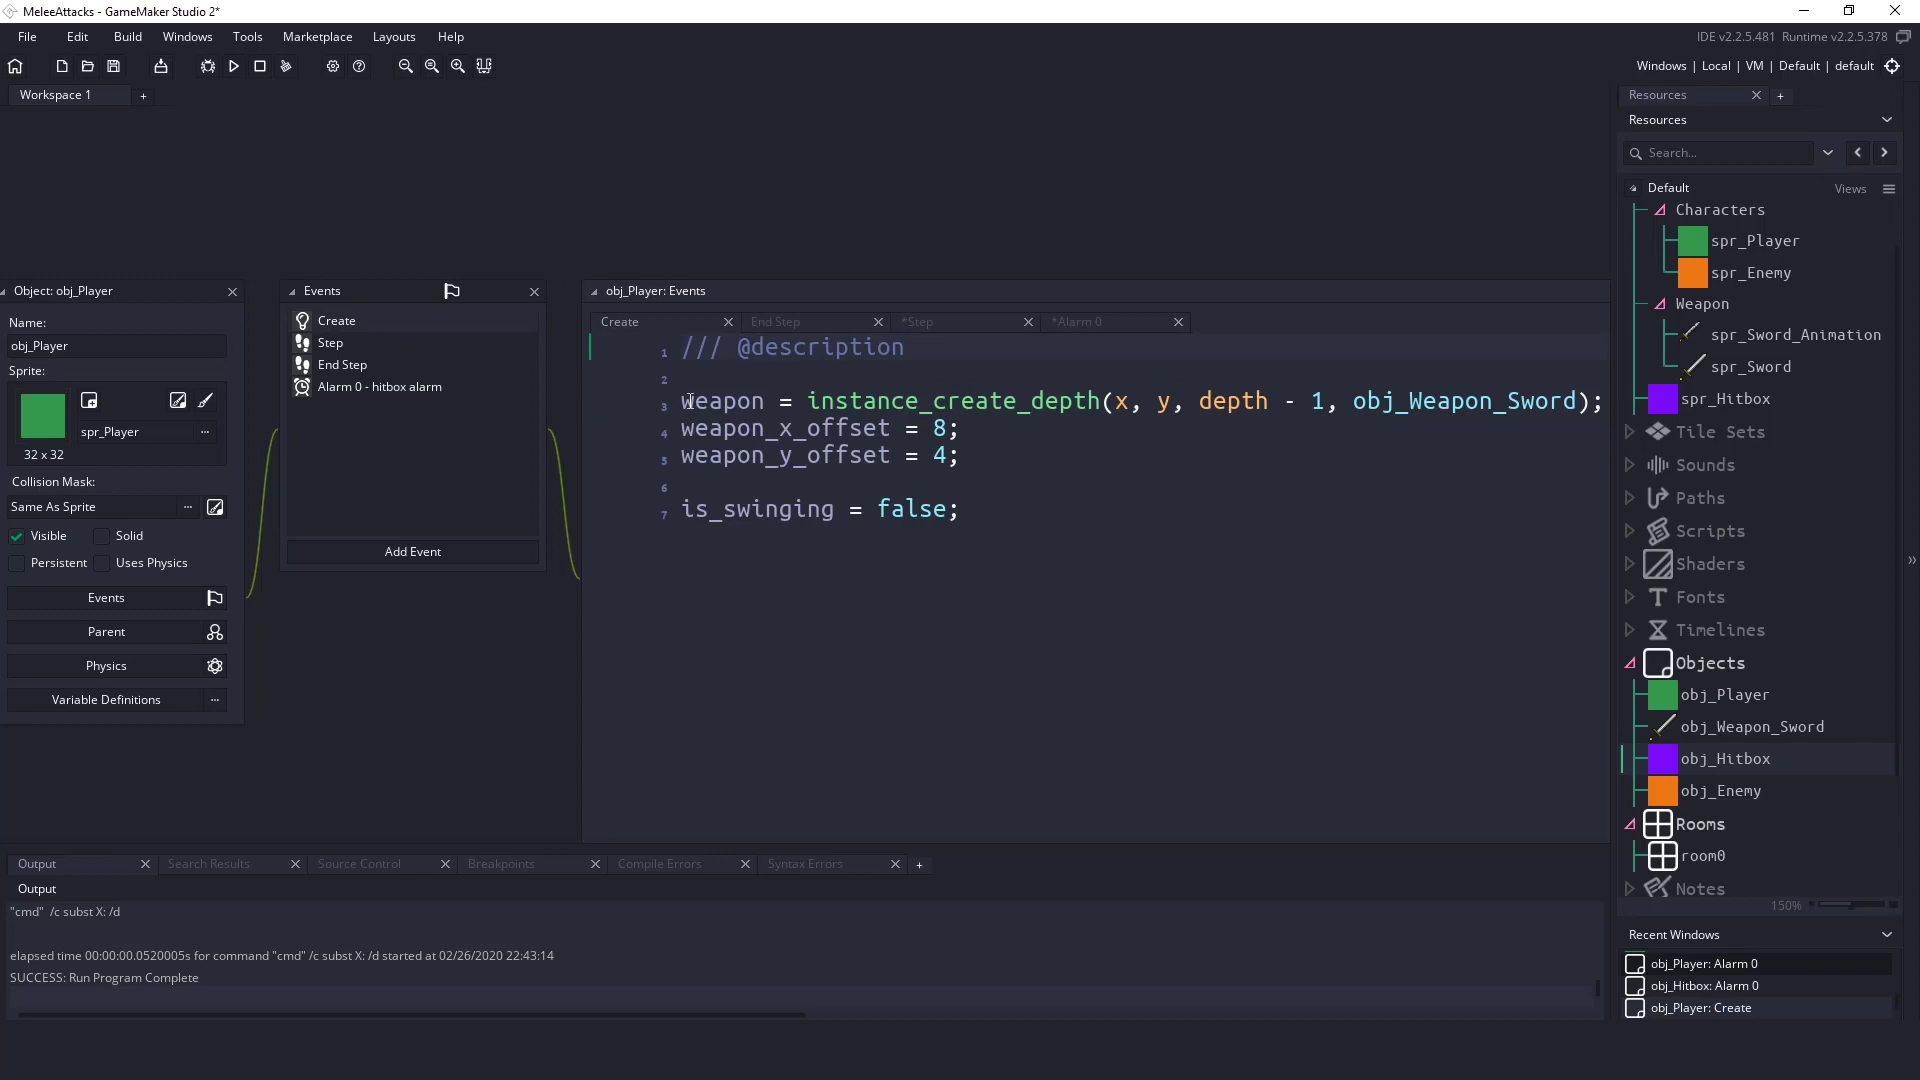 MeleeAttacks - GameMaker Studio 2*
File Edit Build Windows Tools Marketplace Layouts Help
IDE v2.2.5.481 Runtime v2.2.5.378
Windows | Local | VM | Default | default
Workspace 1 +
Resources
Resources
Search...
Default Views
Characters
spr_Player
spr_Enemy
Weapon
spr_Sword_Animation
spr_Sword
spr_Hitbox
Tile Sets
Sounds
Paths
Scripts
Shaders
Fonts
Timelines
Objects
obj_Player
obj_Weapon_Sword
obj_Hitbox
obj_Enemy
Rooms
room0
Notes
150%
Recent Windows
obj_Player: Alarm 0
obj_Hitbox: Alarm 0
obj_Player: Create
Object: obj_Player
Name:
obj_Player
Sprite:
spr_Player
32 x 32
Collision Mask:
Same As Sprite
Visible Solid
Persistent Uses Physics
Events
Parent
Physics
Variable Definitions
Events
Create
Step
End Step
Alarm 0 - hitbox alarm
Add Event
obj_Player: Events
Create End Step *Step *Alarm 0
1 /// @description
2
3 weapon = instance_create_depth(x, y, depth - 1, obj_Weapon_Sword);
4 weapon_x_offset = 8;
5 weapon_y_offset = 4;
6
7 is_swinging = false;
Output Search Results Source Control Breakpoints Compile Errors Syntax Errors +
Output
"cmd" /c subst X: /d
elapsed time 00:00:00.0520005s for command "cmd" /c subst X: /d started at 02/26/2020 22:43:14
SUCCESS: Run Program Complete